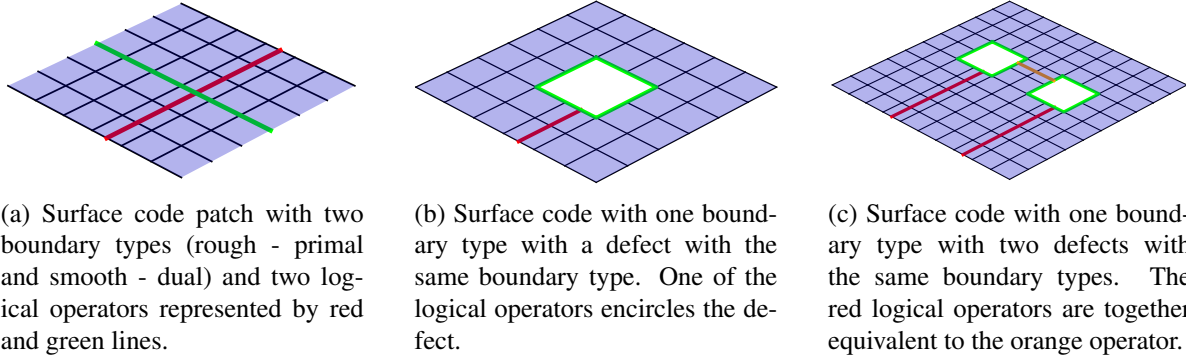 (a) Surface code patch with two
boundary types (rough - primal
and smooth - dual) and two log-
ical operators represented by red
and green lines.
(b) Surface code with one bound-
ary type with a defect with the
same boundary type. One of the
logical operators encircles the de-
fect.
(c) Surface code with one bound-
ary type with two defects with
the same boundary types. The
red logical operators are together
equivalent to the orange operator.